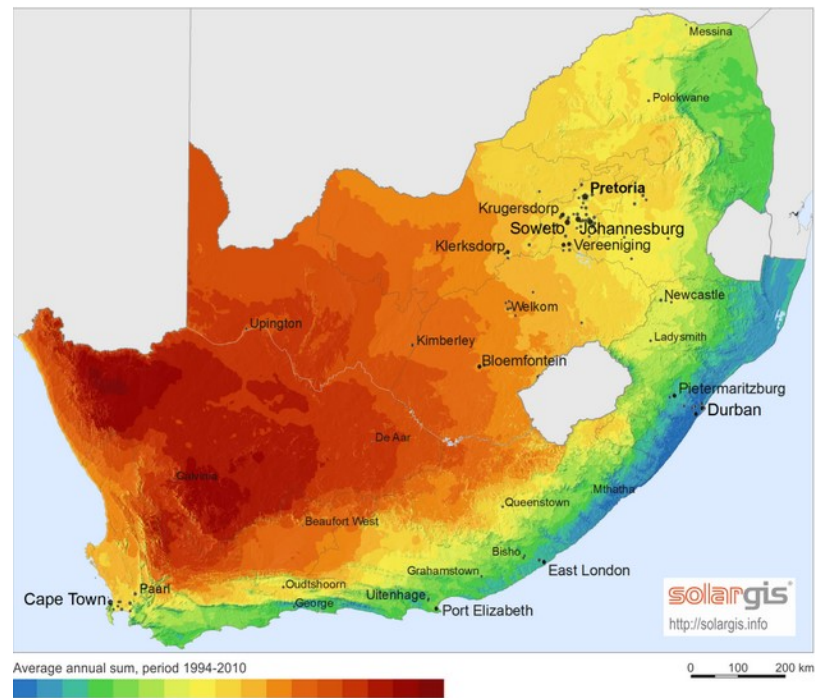 Messina
Polokwane
Pretoria
Krugersdorp
Soweto
Johannesburg
Vereeniging
Klerksdorp
Newcastle
Welkom
Upington
Kimberley
Ladysmith
Bloemfontein
Pietermaritzburg
Durban
De Aar
Calvinia
Mthatha
Queenstown
Beaufort West
Bisho
Grahamstown
East London
Oudtshoorn
Paarl
Cape Town
Uitenhage
George
Port Elizabeth
solargis
http://solargis.info
Average annual sum, period 1994-2010
0 100 200 km